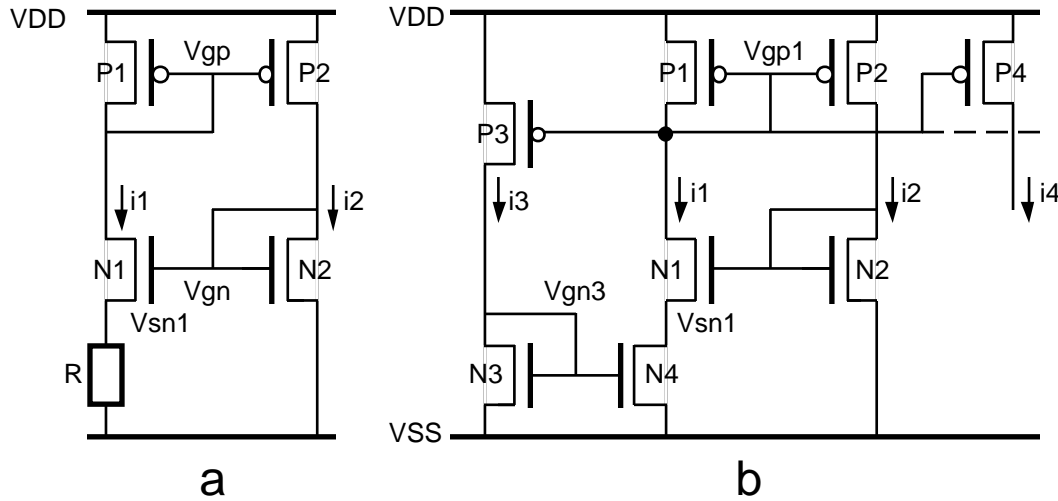 VDD
Vgp
P1
P2
i1
i2
N1
N2
Vgn
Vsn1
R
a
VDD
Vgp1
P1
P2
P4
P3
i3
i1
i2
i4
N1
N2
Vgn3
Vsn1
N3
N4
VSS
b